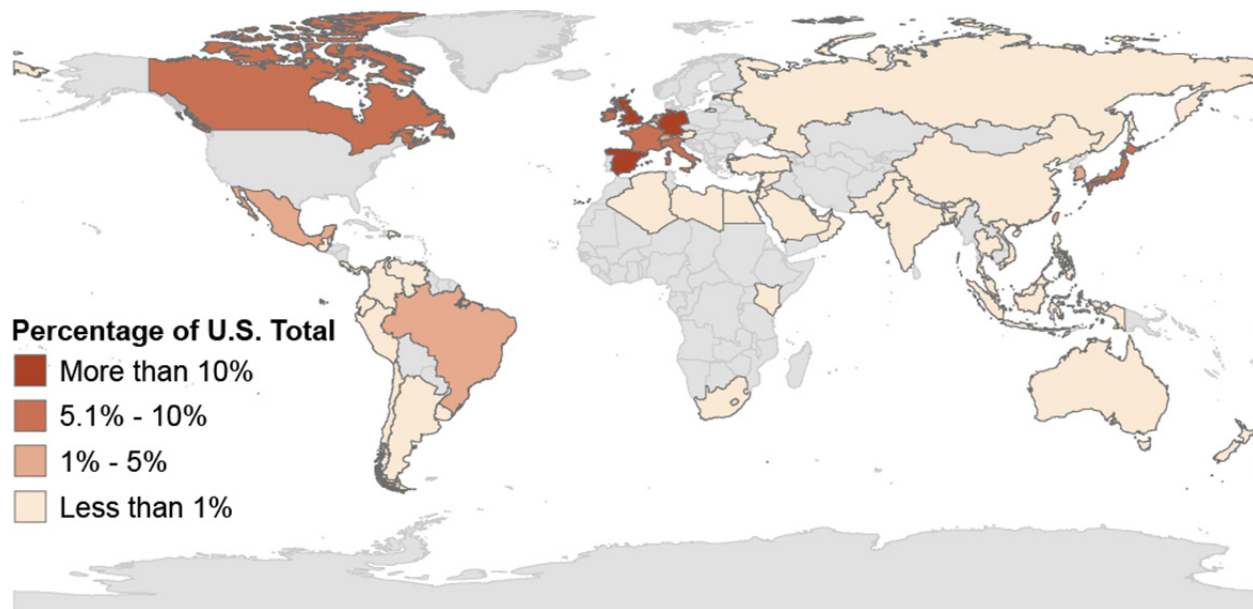 Percentage of U.S. Total
More than 10%
5.1% - 10%
1% - 5%
Less than 1%